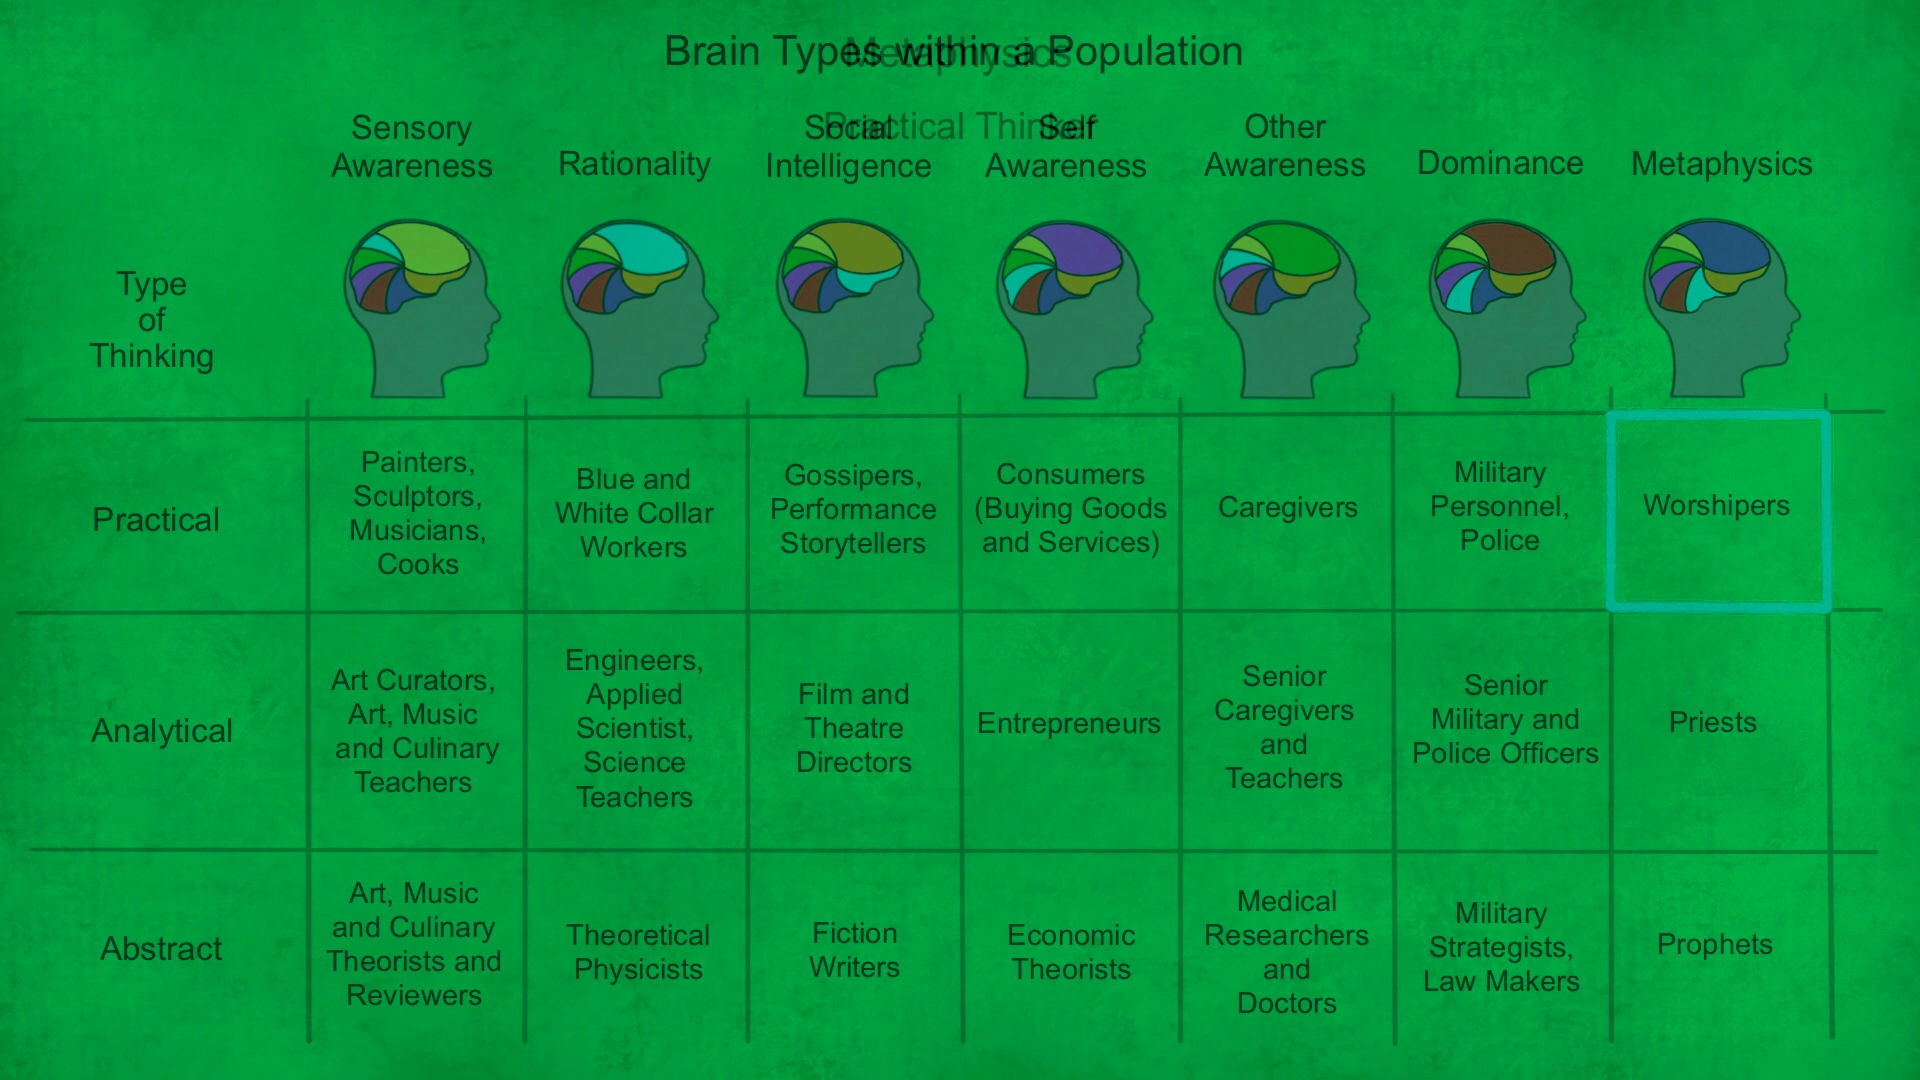 Brain Types within a Population
Metaphysics
Practical Thinker
Sensory
Awareness
Rationality
Social
Intelligence
Self
Awareness
Other
Awareness
Dominance
Metaphysics
Type
of
Thinking
Practical
Painters,
Sculptors,
Musicians,
Cooks
Blue and
White Collar
Workers
Gossipers,
Performance
Storytellers
Consumers
(Buying Goods
and Services)
Caregivers
Military
Personnel,
Police
Worshipers
Analytical
Art Curators,
Art, Music
and Culinary
Teachers
Engineers,
Applied
Scientist,
Science
Teachers
Film and
Theatre
Directors
Entrepreneurs
Senior
Caregivers
and
Teachers
Senior
Military and
Police Officers
Priests
Abstract
Art, Music
and Culinary
Theorists and
Reviewers
Theoretical
Physicists
Fiction
Writers
Economic
Theorists
Medical
Researchers
and
Doctors
Military
Strategists,
Law Makers
Prophets